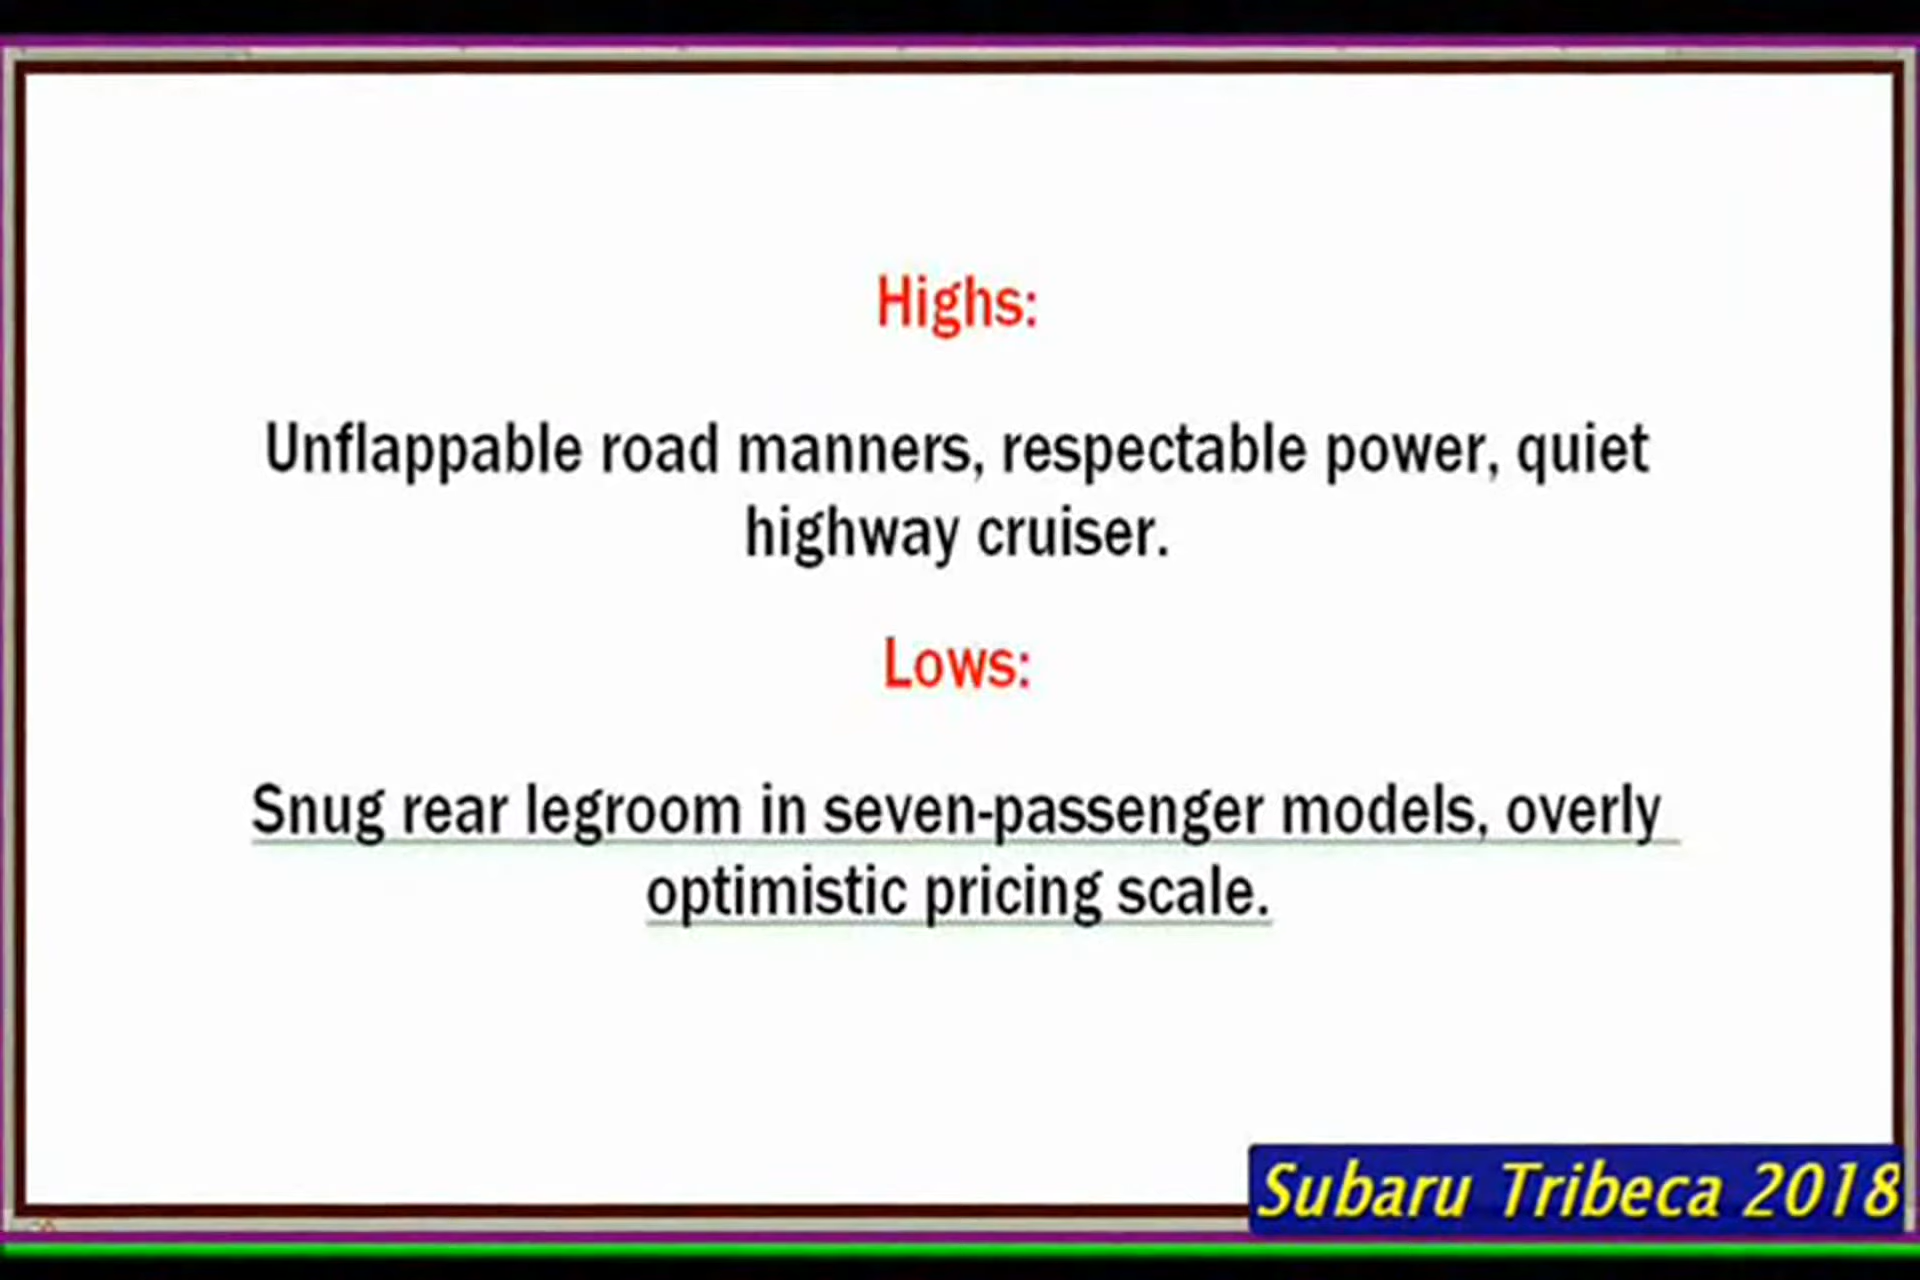 Highs:
Unflappable road manners, respectable power, quiet
highway cruiser.
Lows:
Snug rear legroom in seven-passenger models, overly
optimistic pricing scale.
Subaru Tribeca 2018